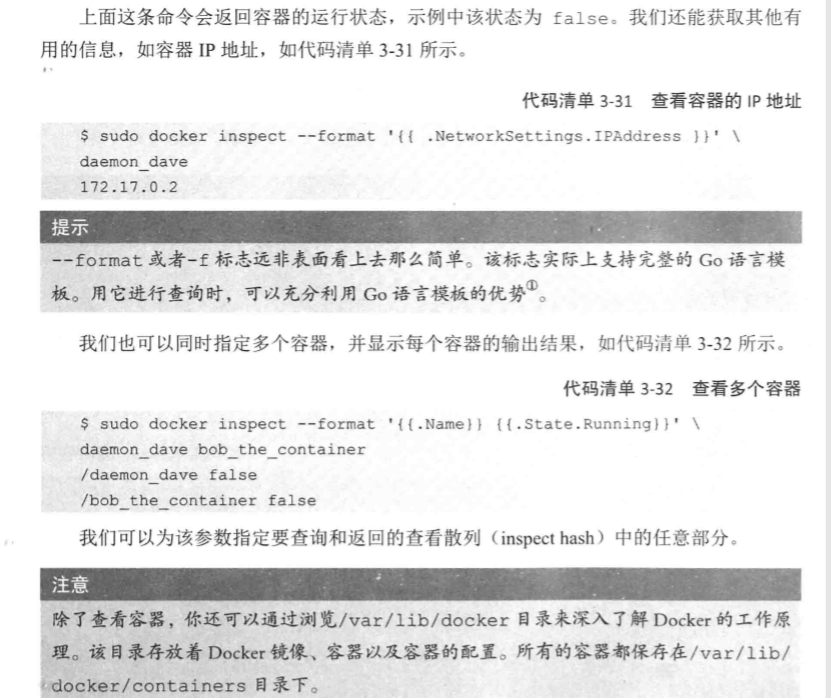 上面这条命令会返回容器的运行状态，示例中该状态为 false。我们还能获取其他有
用的信息，如容器 IP 地址，如代码清单 3-31 所示。
代码清单 3-31 查看容器的 IP 地址
$ sudo docker inspect --format '{{ .NetworkSettings.IPAddress }}' \
daemon_dave
172.17.0.2
提示
--format 或者-f 标志远非表面看上去那么简单。该标志实际上支持完整的 Go 语言模
板。用它进行查询时，可以充分利用 Go 语言模板的优势①。
我们也可以同时指定多个容器，并显示每个容器的输出结果，如代码清单 3-32 所示。
代码清单 3-32 查看多个容器
$ sudo docker inspect --format '{{.Name}} {{.State.Running}}' \
daemon_dave bob_the_container
/daemon_dave false
/bob_the_container false
我们可以为该参数指定要查询和返回的查看散列（inspect hash）中的任意部分。
注意
除了查看容器，你还可以通过浏览/var/lib/docker 目录来深入了解 Docker 的工作原
理。该目录存放着 Docker 镜像、容器以及容器的配置。所有的容器都保存在/var/lib/
docker/containers 目录下。